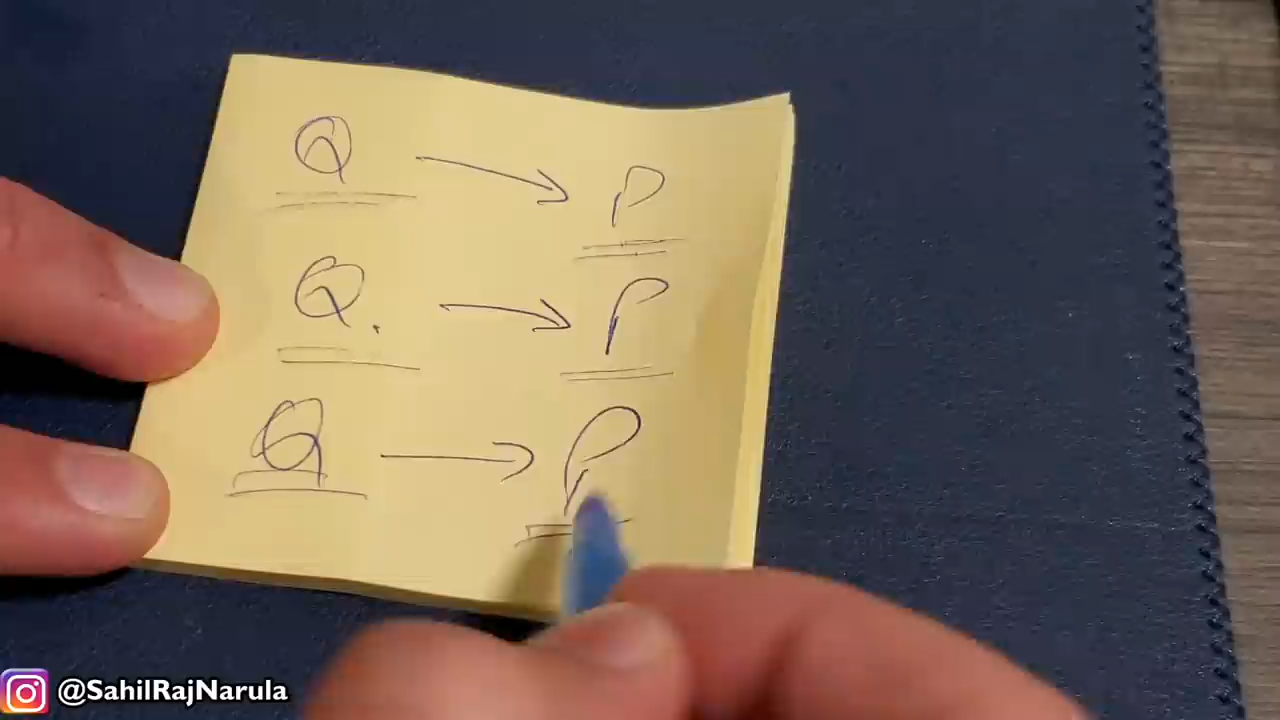 Q → P
Q. → P
Q → P
@SahilRajNarula